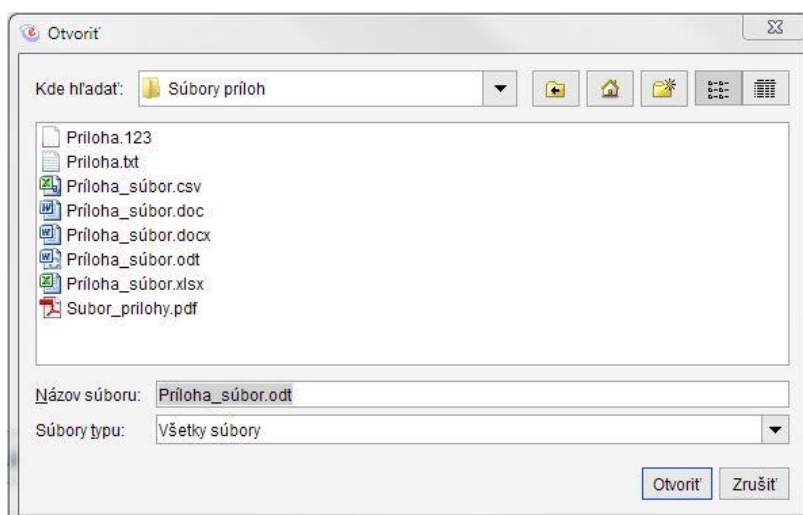 Otvoriť
Kde hľadať: Súbory príloh
Priloha.123
Priloha.txt
Príloha_súbor.csv
Príloha_súbor.doc
Príloha_súbor.docx
Príloha_súbor.odt
Príloha_súbor.xlsx
Subor_prilohy.pdf
Názov súboru: Príloha_súbor.odt
Súbory typu: Všetky súbory
Otvoriť Zrušiť